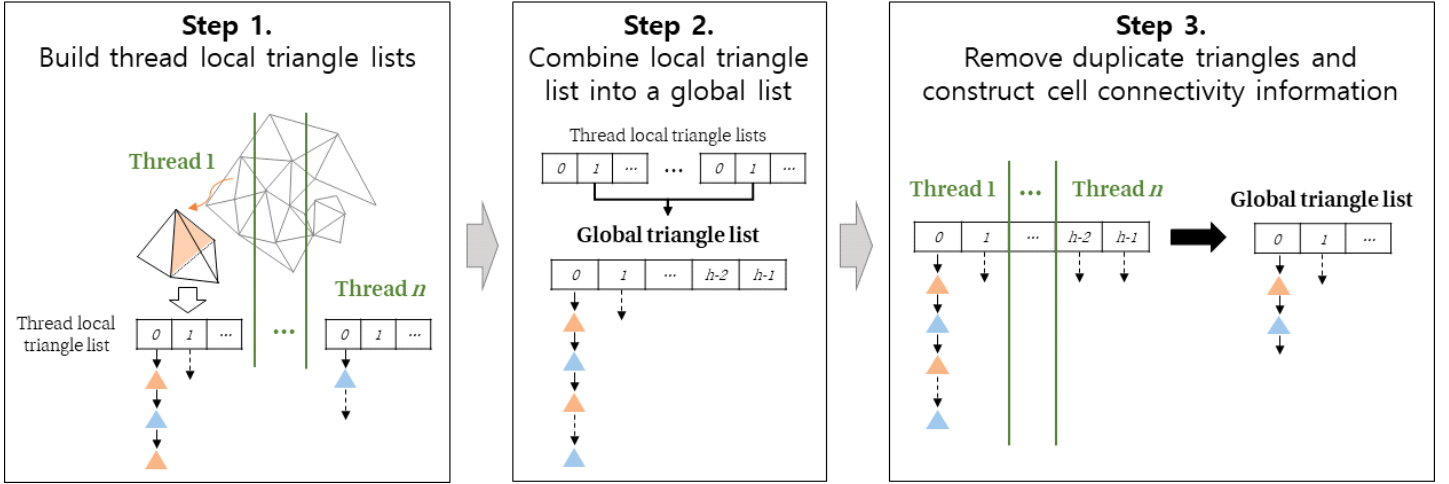 Step 1.
Build thread local triangle lists
Thread 1
Thread n
Thread local
triangle list
0 1 ...
...
0 1 ...
Step 2.
Combine local triangle
list into a global list
Thread local triangle lists
0 1 ... ... 0 1 ...
Global triangle list
0 1 ... h-2 h-1
Step 3.
Remove duplicate triangles and
construct cell connectivity information
Thread 1 ... Thread n
0 1 ... h-2 h-1
Global triangle list
0 1 ...